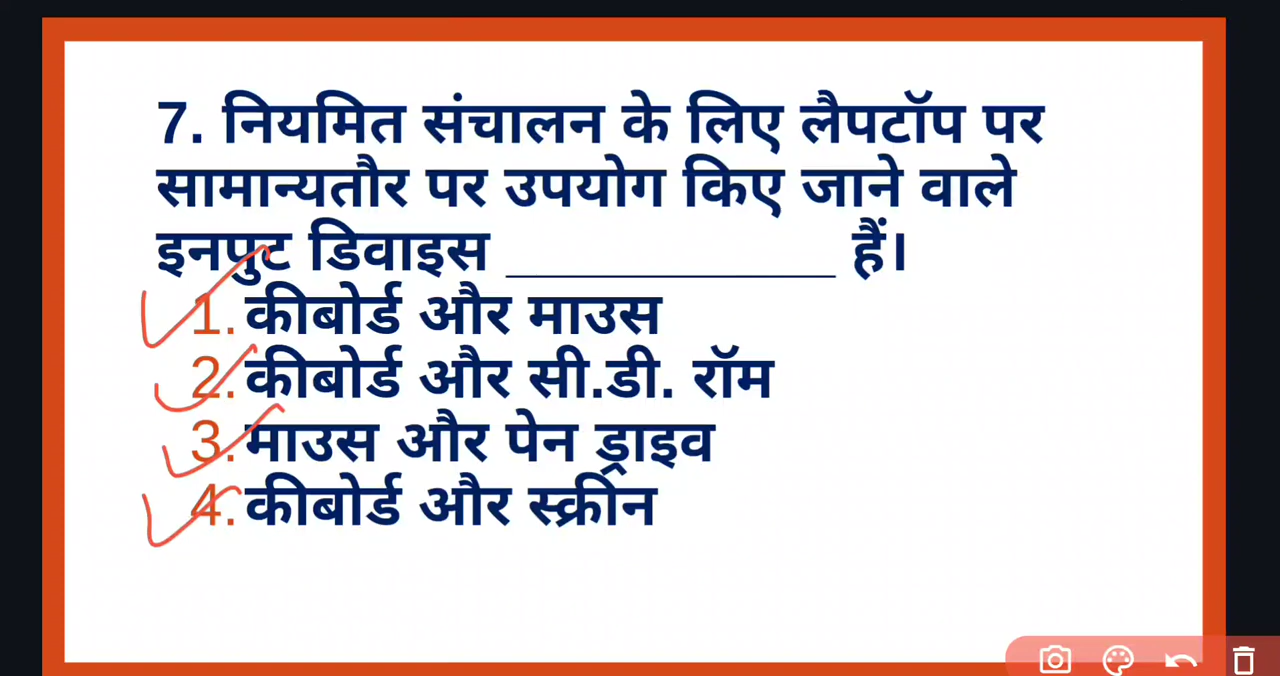 7. नियमित संचालन के लिए लैपटॉप पर
सामान्यतौर पर उपयोग किए जाने वाले
इनपुट डिवाइस ____________ हैं।
1. कीबोर्ड और माउस
2. कीबोर्ड और सी.डी. रॉम
3. माउस और पेन ड्राइव
4. कीबोर्ड और स्क्रीन